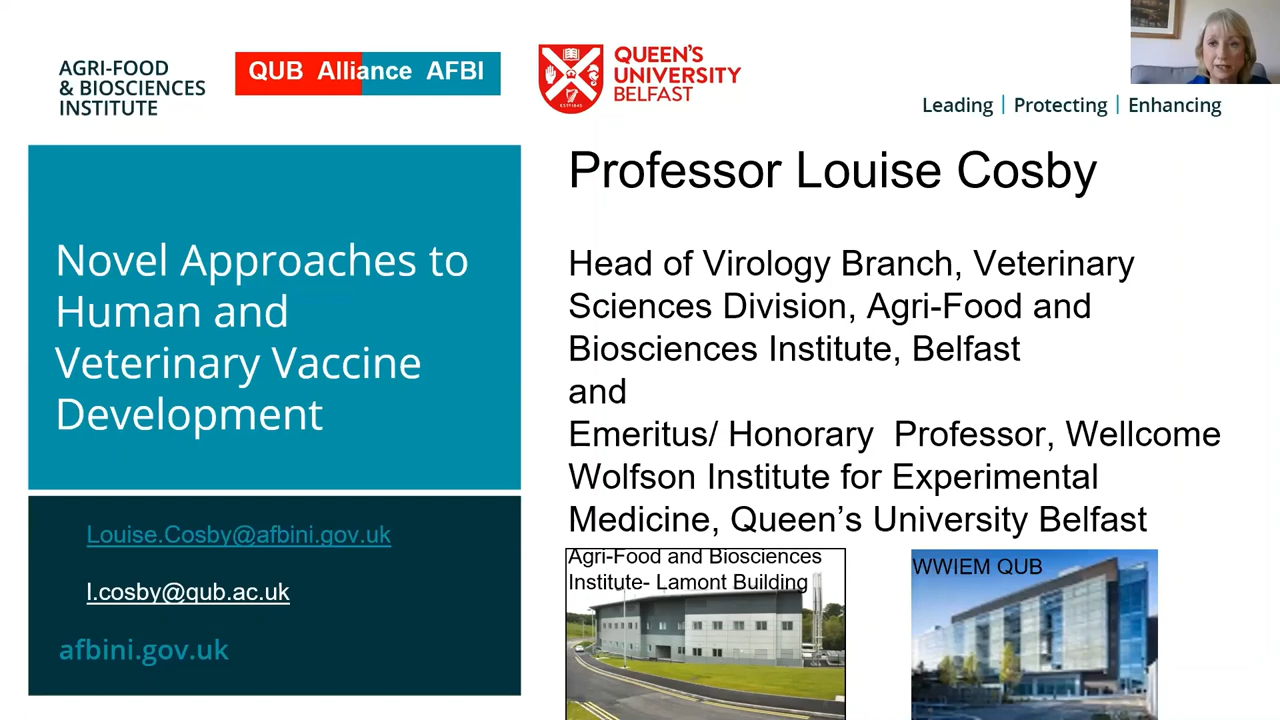 AGRI-FOOD
& BIOSCIENCES
INSTITUTE
QUB Alliance AFBI
QUEEN'S
UNIVERSITY
BELFAST
ESTD1845
Leading | Protecting | Enhancing
Novel Approaches to
Human and
Veterinary Vaccine
Development
Louise.Cosby@afbini.gov.uk
l.cosby@qub.ac.uk
afbini.gov.uk
Professor Louise Cosby
Head of Virology Branch, Veterinary
Sciences Division, Agri-Food and
Biosciences Institute, Belfast
and
Emeritus/ Honorary Professor, Wellcome
Wolfson Institute for Experimental
Medicine, Queen's University Belfast
Agri-Food and Biosciences
Institute- Lamont Building
WWIEM QUB